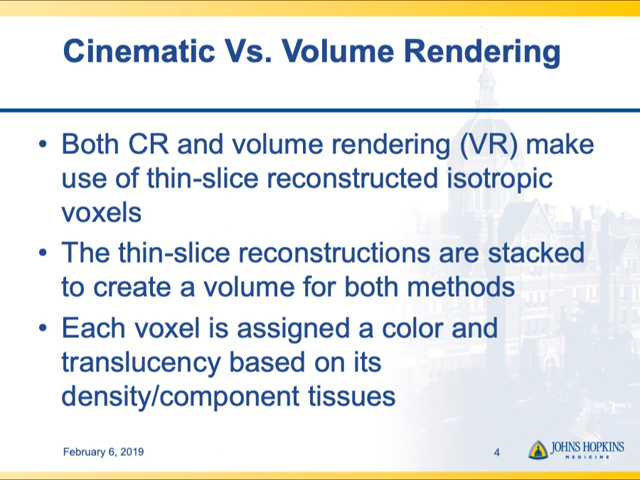 Cinematic Vs. Volume Rendering
• Both CR and volume rendering (VR) make
use of thin-slice reconstructed isotropic
voxels
• The thin-slice reconstructions are stacked
to create a volume for both methods
• Each voxel is assigned a color and
translucency based on its
density/component tissues
February 6, 2019
4
JOHNS HOPKINS
MEDICINE